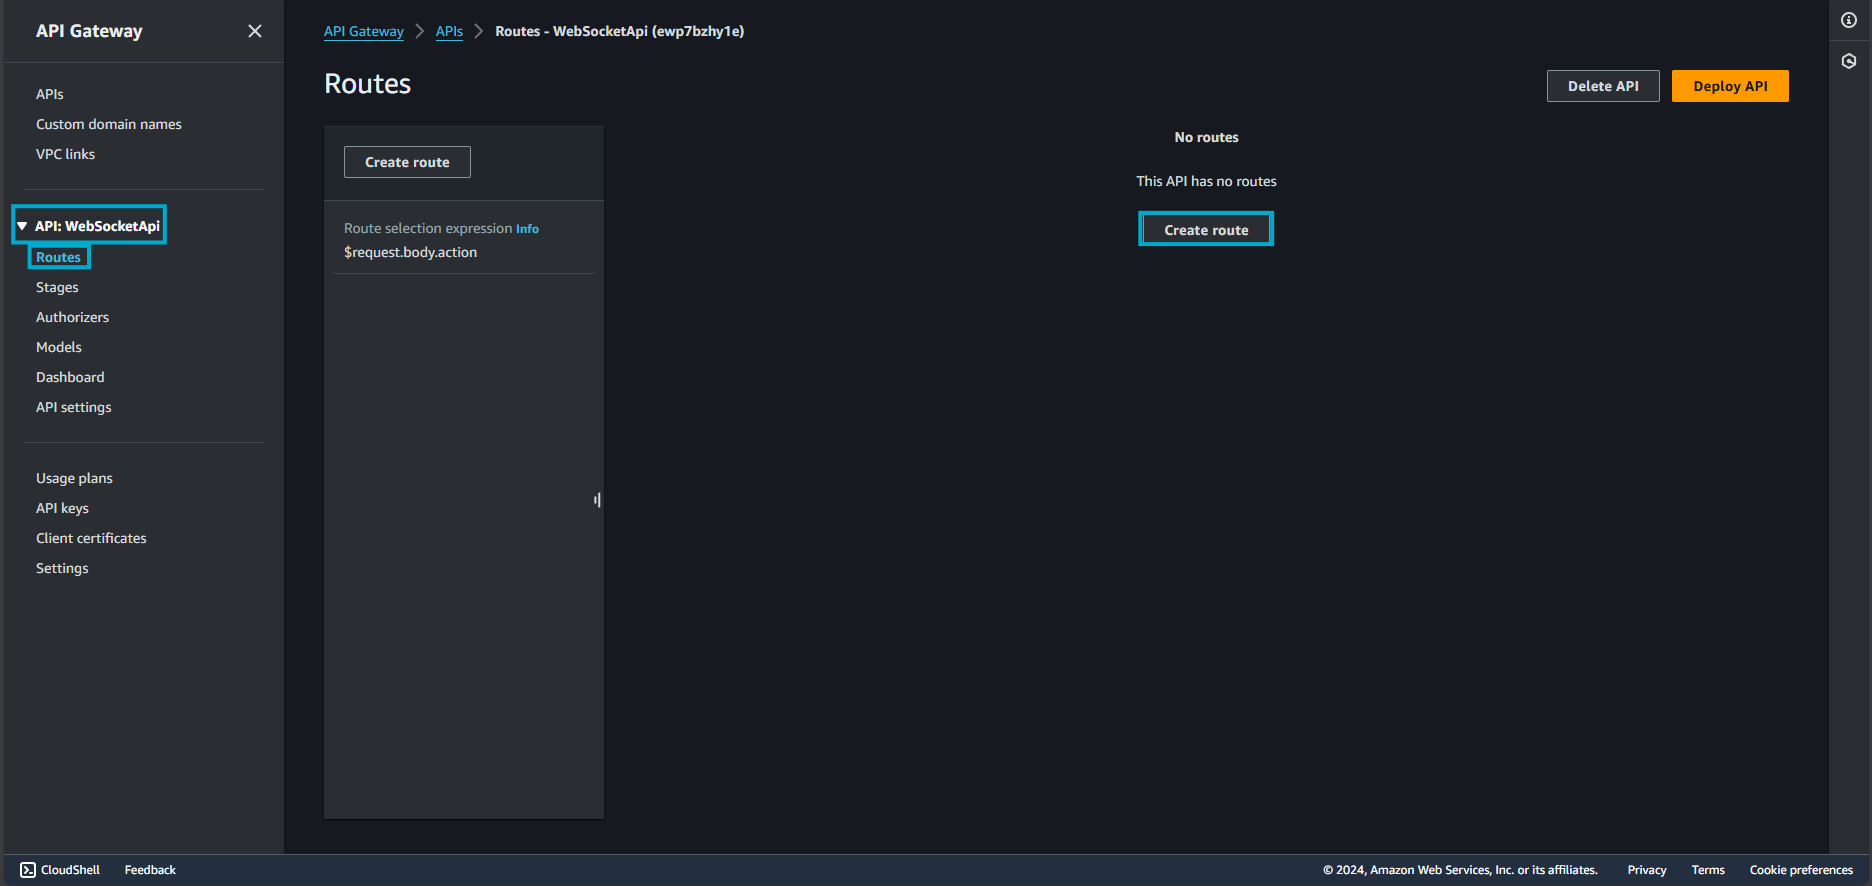 API Gateway
APIs
Custom domain names
VPC links
API: WebSocketApi
Routes
Stages
Authorizers
Models
Dashboard
API settings
Usage plans
API keys
Client certificates
Settings
API Gateway > APIs > Routes - WebSocketApi (ewp7bzhy1e)
Routes
Delete API
Deploy API
Create route
Route selection expression Info
$request.body.action
No routes
This API has no routes
Create route
CloudShell Feedback
© 2024, Amazon Web Services, Inc. or its affiliates. Privacy Terms Cookie preferences